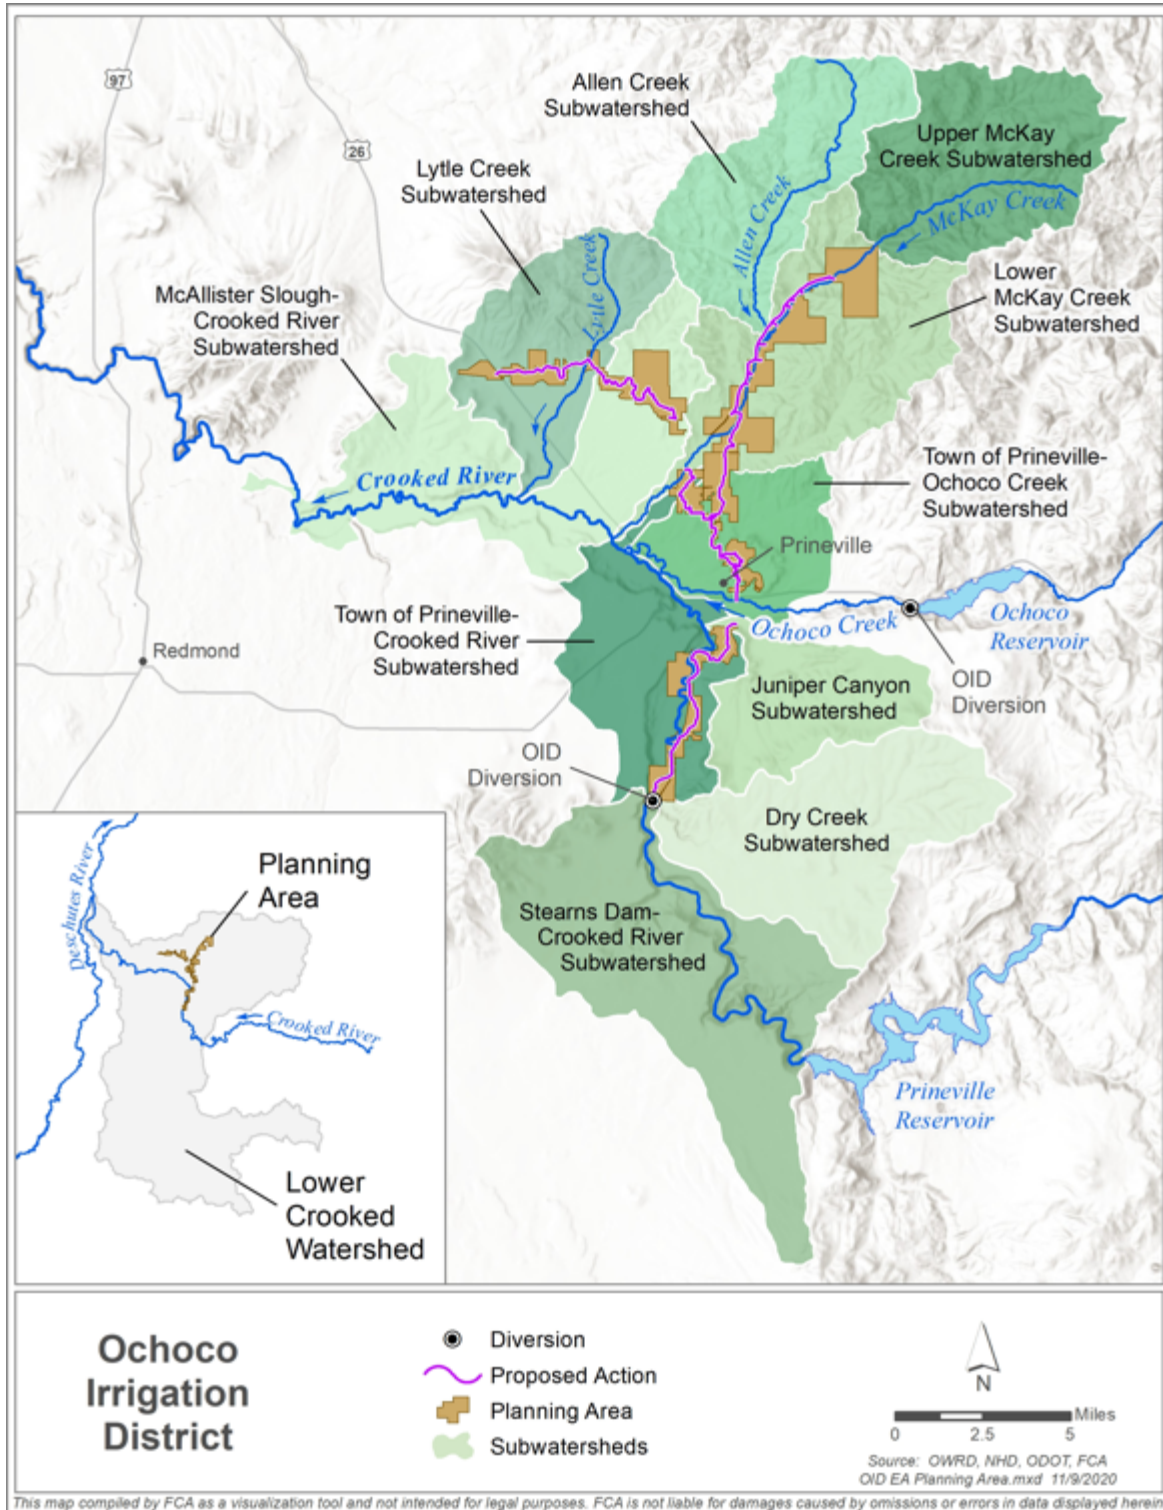 97
Allen Creek
Subwatershed
Upper McKay
Creek Subwatershed
26
Lytle Creek
Subwatershed
McKay Creek
Allen Creek
Lytle Creek
Lower
McKay Creek
Subwatershed
McAllister Slough-
Crooked River
Subwatershed
Crooked River
Town of Prineville-
Ochoco Creek
Subwatershed
Prineville
Town of Prineville-
Crooked River
Subwatershed
Ochoco Creek
Ochoco
Reservoir
Redmond
Juniper Canyon
Subwatershed
OID
Diversion
OID
Diversion
Dry Creek
Subwatershed
Stearns Dam-
Crooked River
Subwatershed
Prineville
Reservoir
Deschutes River
Planning
Area
Crooked River
Lower
Crooked
Watershed
Ochoco
Irrigation
District
Diversion
Proposed Action
Planning Area
Subwatersheds
N
Miles
0 2.5 5
Source: OWRD, NHD, ODOT, FCA
OID EA Planning Area.mxd 11/9/2020
This map compiled by FCA as a visualization tool and not intended for legal purposes. FCA is not liable for damages caused by omissions or errors in data displayed herein